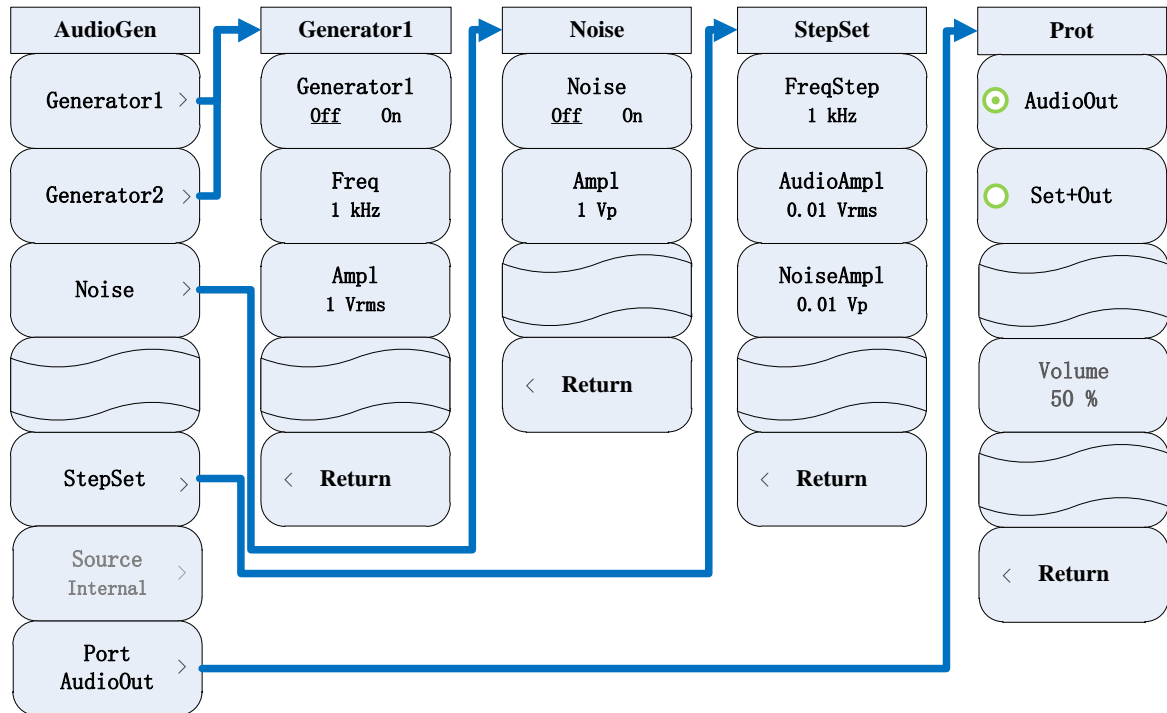 AudioGen
Generator1 >
Generator2 >
Noise >
StepSet >
Source >
Internal
Port >
AudioOut
Generator1
Generator1
Off On
Freq
1 kHz
Ampl
1 Vrms
< Return
Noise
Noise
Off On
Ampl
1 Vp
< Return
StepSet
FreqStep
1 kHz
AudioAmpl
0.01 Vrms
NoiseAmpl
0.01 Vp
< Return
Prot
AudioOut
Set+Out
Volume
50 %
< Return